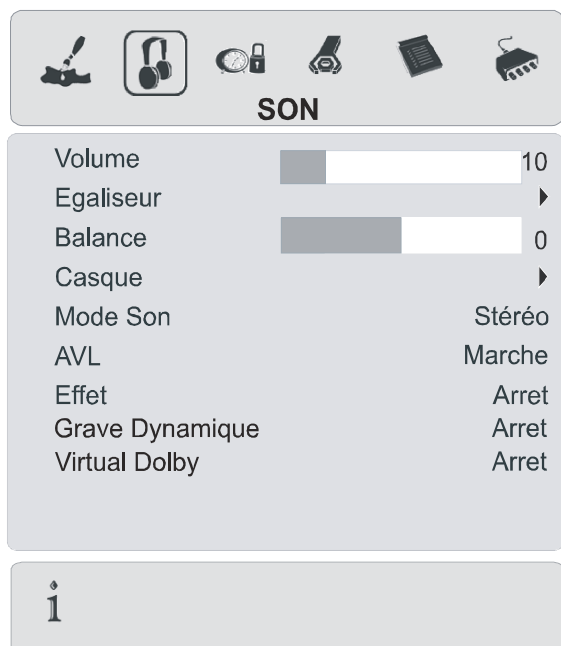 SON
Volume 10
Egaliseur
Balance 0
Casque
Mode Son Stéréo
AVL Marche
Effet Arret
Grave Dynamique Arret
Virtual Dolby Arret
i